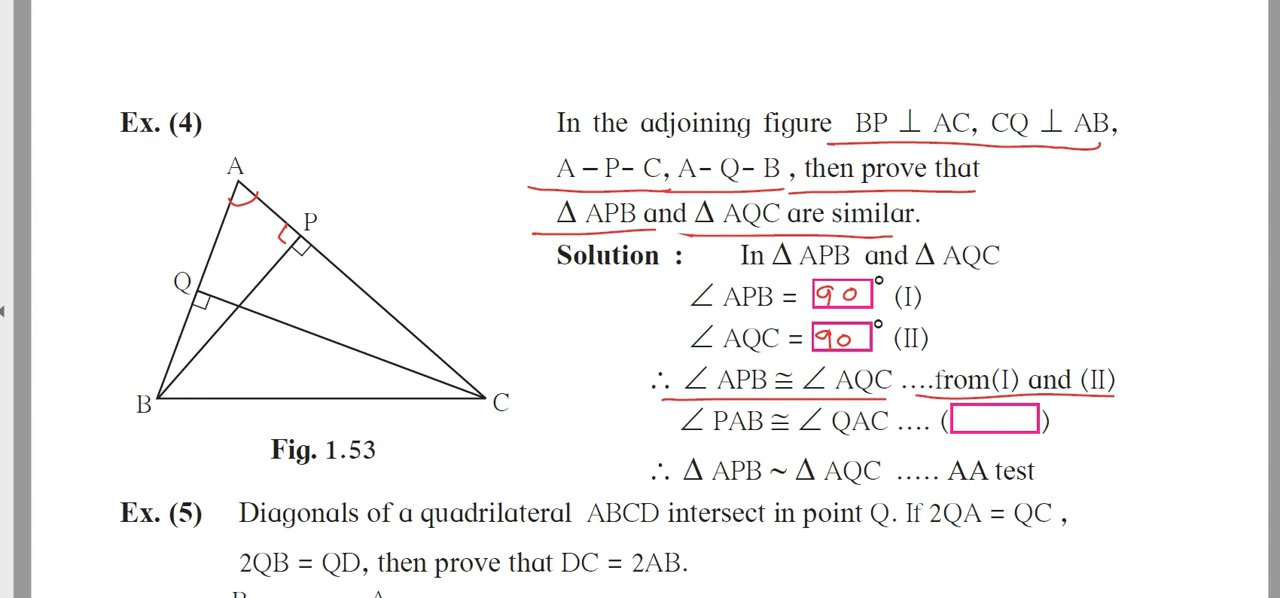 Ex. (4)
In the adjoining figure BP ⊥ AC, CQ ⊥ AB,
A – P- C, A- Q- B , then prove that
Δ APB and Δ AQC are similar.
Solution : In Δ APB and Δ AQC
∠ APB = 90° (I)
∠ AQC = 90° (II)
∴ ∠ APB ≅ ∠ AQC ....from(I) and (II)
∠ PAB ≅ ∠ QAC .... ( )
∴ Δ APB ~ Δ AQC ..... AA test
A
P
Q
B
C
Fig. 1.53
Ex. (5) Diagonals of a quadrilateral ABCD intersect in point Q. If 2QA = QC ,
2QB = QD, then prove that DC = 2AB.